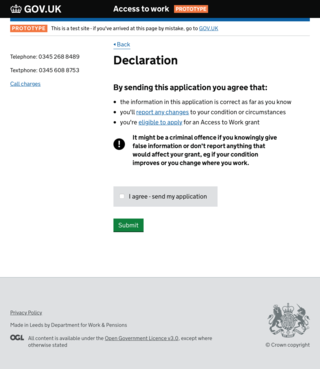 GOV.UK
Access to work PROTOTYPE
PROTOTYPE This is a test site - if you've arrived at this page by mistake, go to GOV.UK
Back
Telephone: 0345 268 8489
Textphone: 0345 608 8753
Call charges
Declaration
By sending this application you agree that:
the information in this application is correct as far as you know
you'll report any changes to your condition or circumstances
you're eligible to apply for an Access to Work grant
! It might be a criminal offence if you knowingly give
false information or don't report anything that
would affect your grant, eg if your condition
improves or you change where you work.
I agree - send my application
Submit
Privacy Policy
Made in Leeds by Department for Work & Pensions
OGL All content is available under the Open Government Licence v3.0, except where
otherwise stated
© Crown copyright